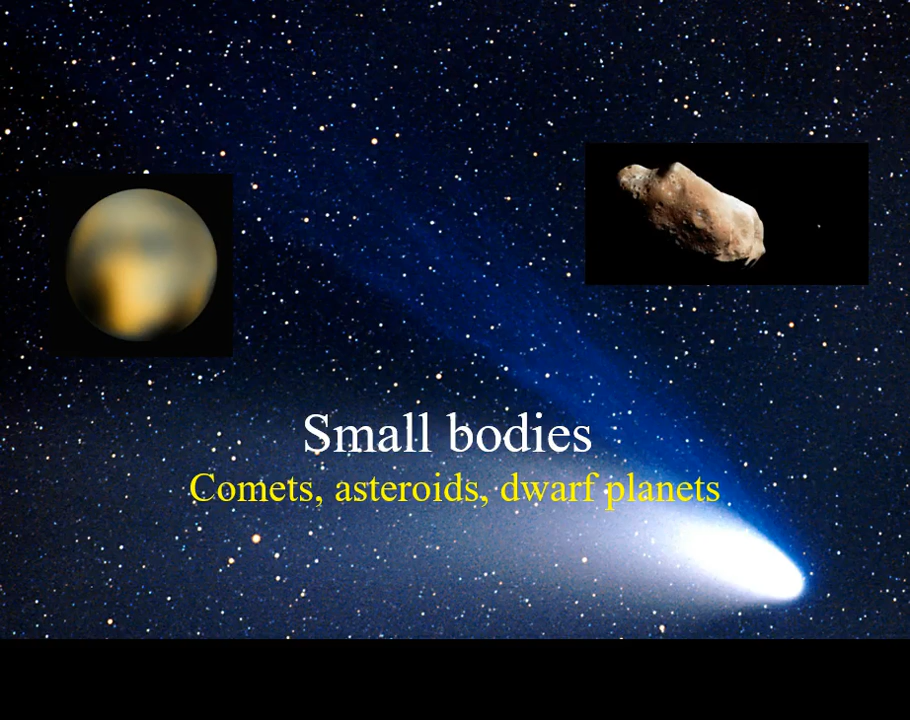 Small bodies
Comets, asteroids, dwarf planets